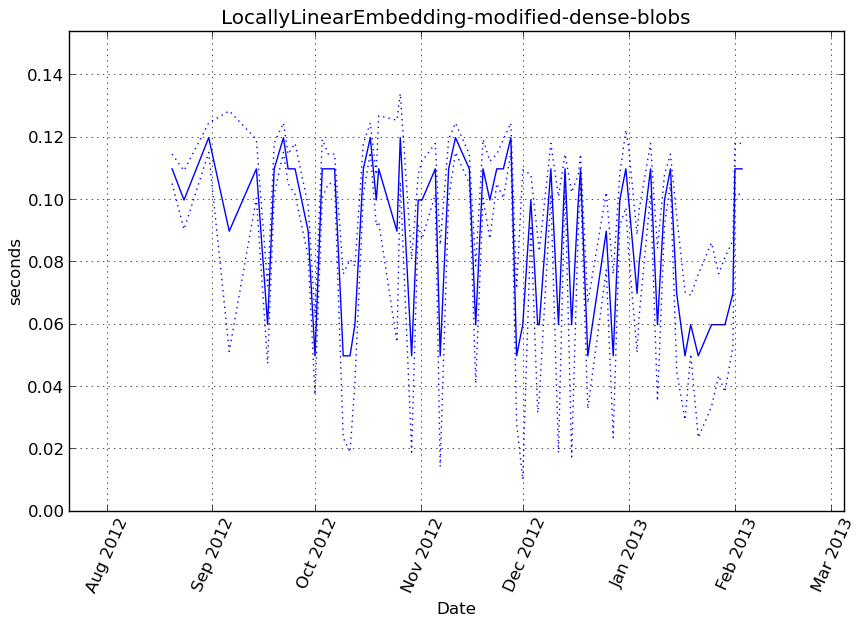 LocallyLinearEmbedding-modified-dense-blobs
0.14
0.12
0.10
0.08
0.06
0.04
0.02
0.00
seconds
Aug 2012
Sep 2012
Oct 2012
Nov 2012
Dec 2012
Jan 2013
Feb 2013
Mar 2013
Date